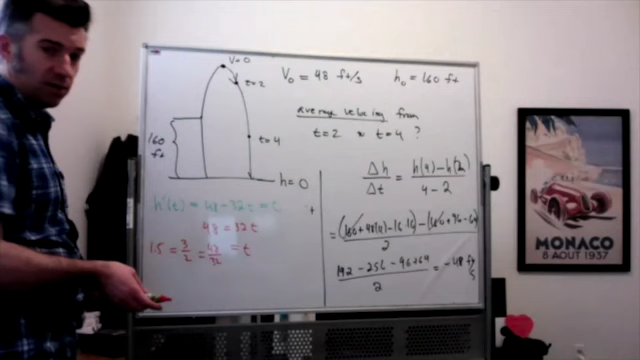 V=0
t=2
t=4
160 ft
h=0
V₀ = 48 ft/s h₀ = 160 ft
average velocity from
t=2 to t=4 ?
Δh/Δt = (h(4) - h(2))/(4 - 2)
= ((160 + 48(4) - 16·16) - (160 + 96 - 64))/2
(192 - 256 - 96 + 64)/2 = -48 ft/s
h'(t) = 48 - 32t = 0
48 = 32t
1.5 = 3/2 = 48/32 = t
MONACO
8 AOUT 1937